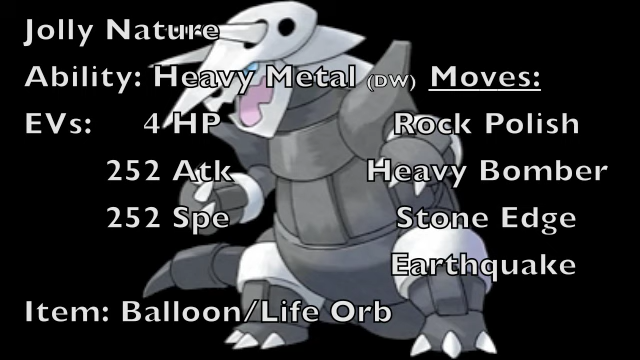 Jolly Nature
Ability: Heavy Metal (DW)
EVs: 4 HP
252 Atk
252 Spe
Item: Balloon/Life Orb
Moves:
Rock Polish
Heavy Bomber
Stone Edge
Earthquake